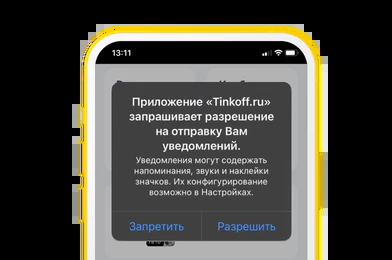 13:11
Приложение «Tinkoff.ru»
запрашивает разрешение
на отправку Вам
уведомлений.
Уведомления могут содержать
напоминания, звуки и наклейки
значков. Их конфигурирование
возможно в Настройках.
Запретить Разрешить